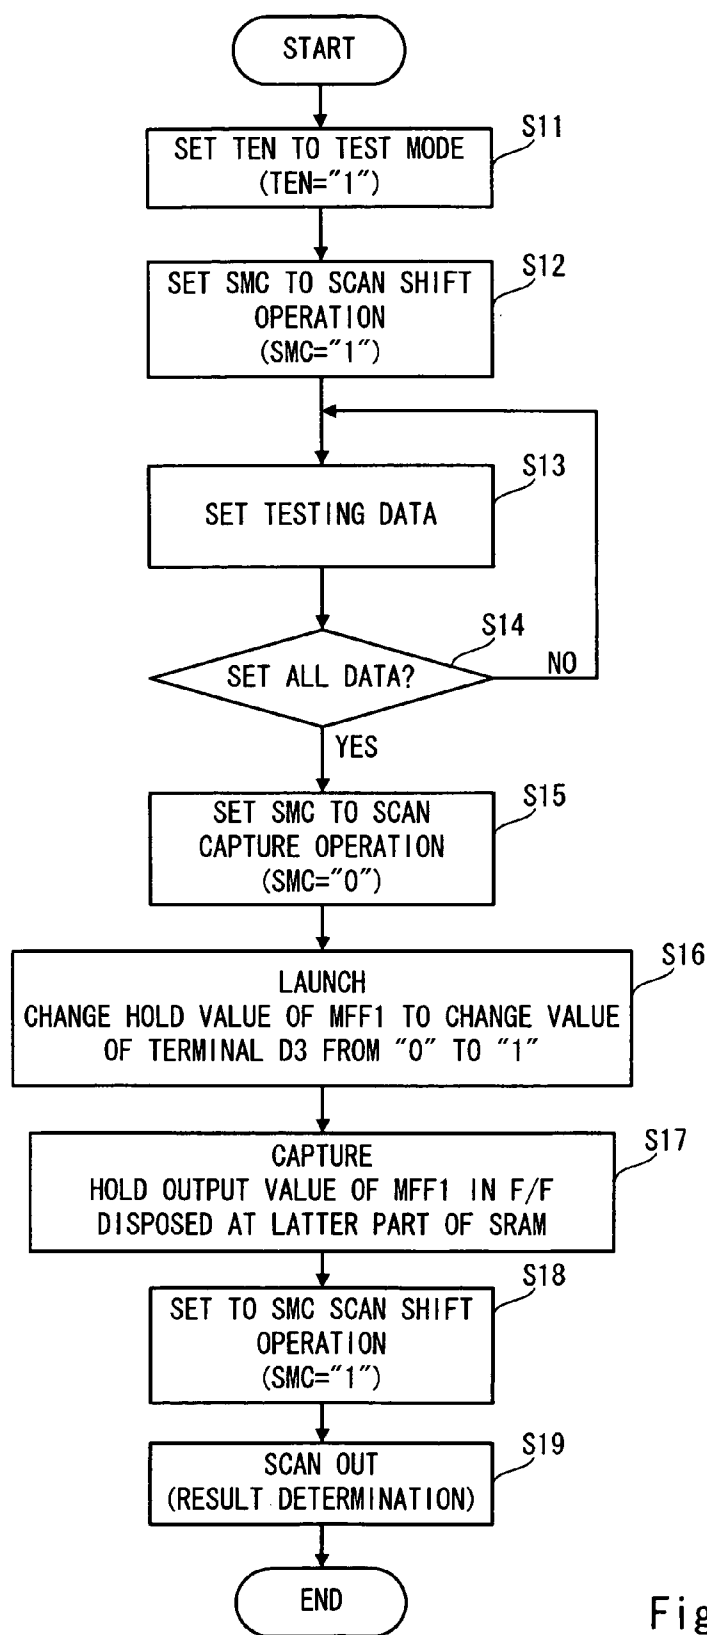 START
S11
SET TEN TO TEST MODE
(TEN="1")
S12
SET SMC TO SCAN SHIFT
OPERATION
(SMC="1")
S13
SET TESTING DATA
S14
SET ALL DATA?
NO
YES
S15
SET SMC TO SCAN
CAPTURE OPERATION
(SMC="0")
S16
LAUNCH
CHANGE HOLD VALUE OF MFF1 TO CHANGE VALUE
OF TERMINAL D3 FROM "0" TO "1"
S17
CAPTURE
HOLD OUTPUT VALUE OF MFF1 IN F/F
DISPOSED AT LATTER PART OF SRAM
S18
SET TO SMC SCAN SHIFT
OPERATION
(SMC="1")
S19
SCAN OUT
(RESULT DETERMINATION)
END
Fig